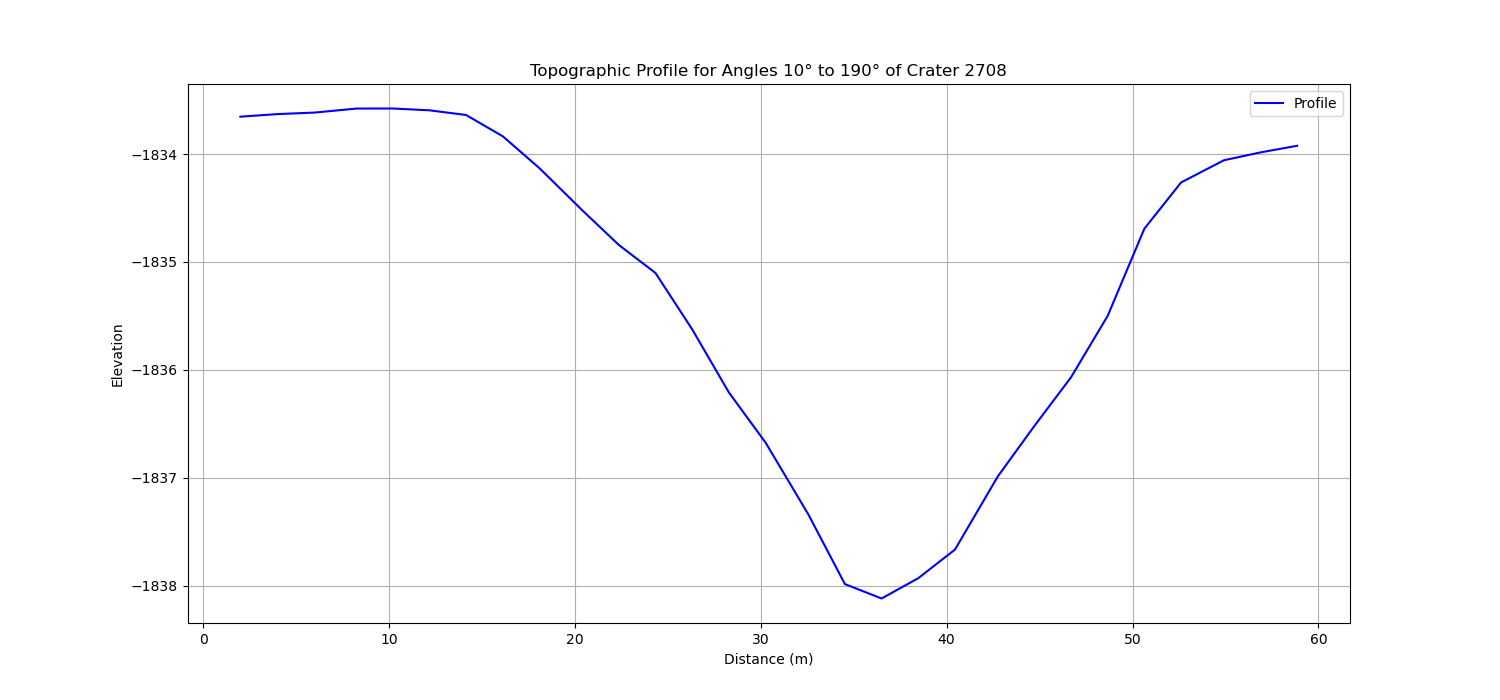 Topographic Profile for Angles 10° to 190° of Crater 2708
Profile
−1834
−1835
−1836
−1837
−1838
Elevation
0 10 20 30 40 50 60
Distance (m)